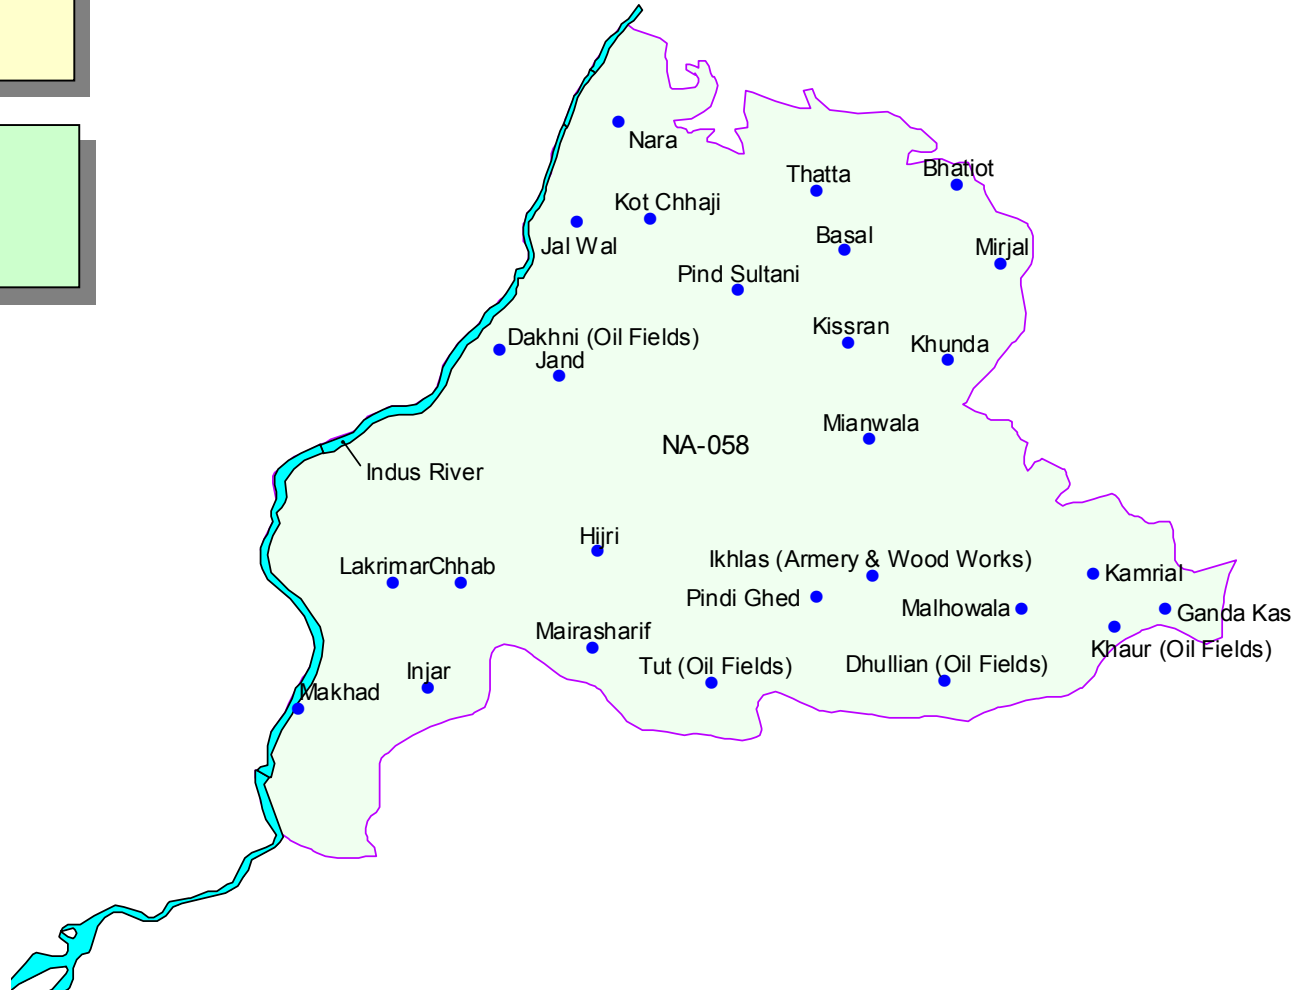 Nara
Thatta
Bhatiot
Kot Chhaji
Jal Wal
Basal
Mirjal
Pind Sultani
Kissran
Dakhni (Oil Fields)
Khunda
Jand
Mianwala
NA-058
Indus River
Hijri
Ikhlas (Armery & Wood Works)
Lakrimar
Chhab
Kamrial
Pindi Ghed
Malhowala
Ganda Kas
Mairasharif
Khaur (Oil Fields)
Tut (Oil Fields)
Dhullian (Oil Fields)
Injar
Makhad